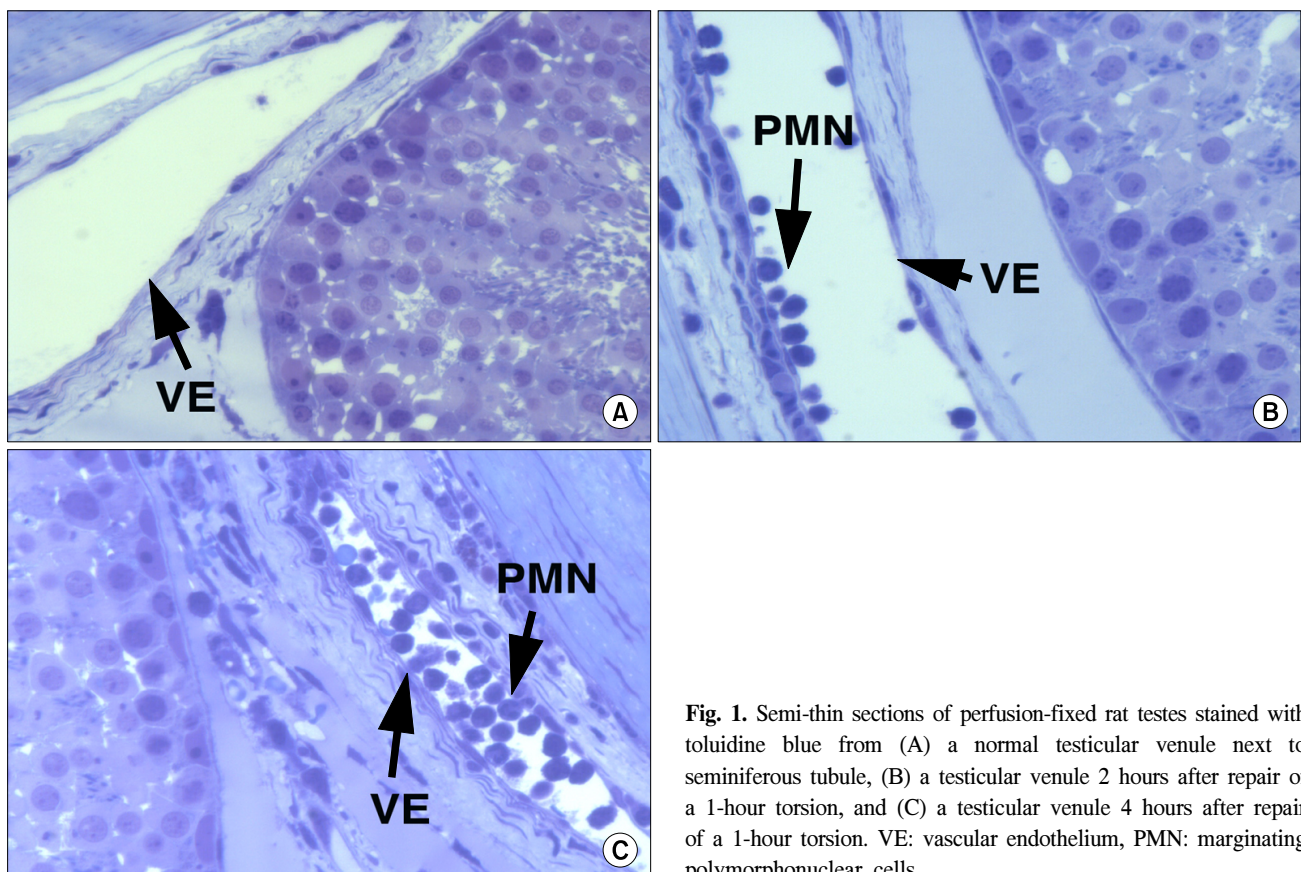 PMN
VE
VE
A
B
PMN
VE
C
Fig. 1. Semi-thin sections of perfusion-fixed rat testes stained with
toluidine blue from (A) a normal testicular venule next to
seminiferous tubule, (B) a testicular venule 2 hours after repair o
a 1-hour torsion, and (C) a testicular venule 4 hours after repair
of a 1-hour torsion. VE: vascular endothelium, PMN: marginating
polymorphonuclear cells